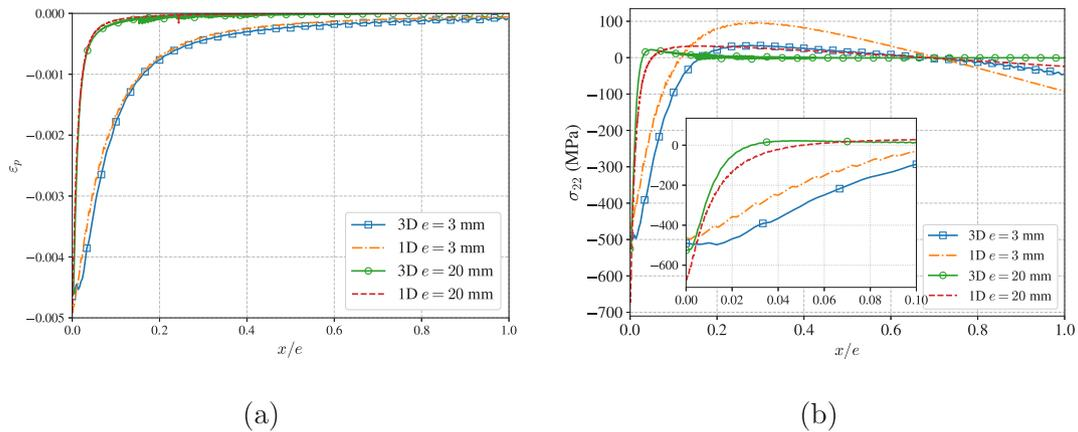 0.000
−0.001
−0.002
−0.003
−0.004
−0.005
0.0
0.2
0.4
0.6
0.8
1.0
x/e
εₚ
3D e = 3 mm
1D e = 3 mm
3D e = 20 mm
1D e = 20 mm
(a)
100
0
−100
−200
−300
−400
−500
−600
−700
0.0
0.2
0.4
0.6
0.8
1.0
x/e
σ₂₂ (MPa)
0
−200
−400
−600
0.00
0.02
0.04
0.06
0.08
0.10
3D e = 3 mm
1D e = 3 mm
3D e = 20 mm
1D e = 20 mm
(b)